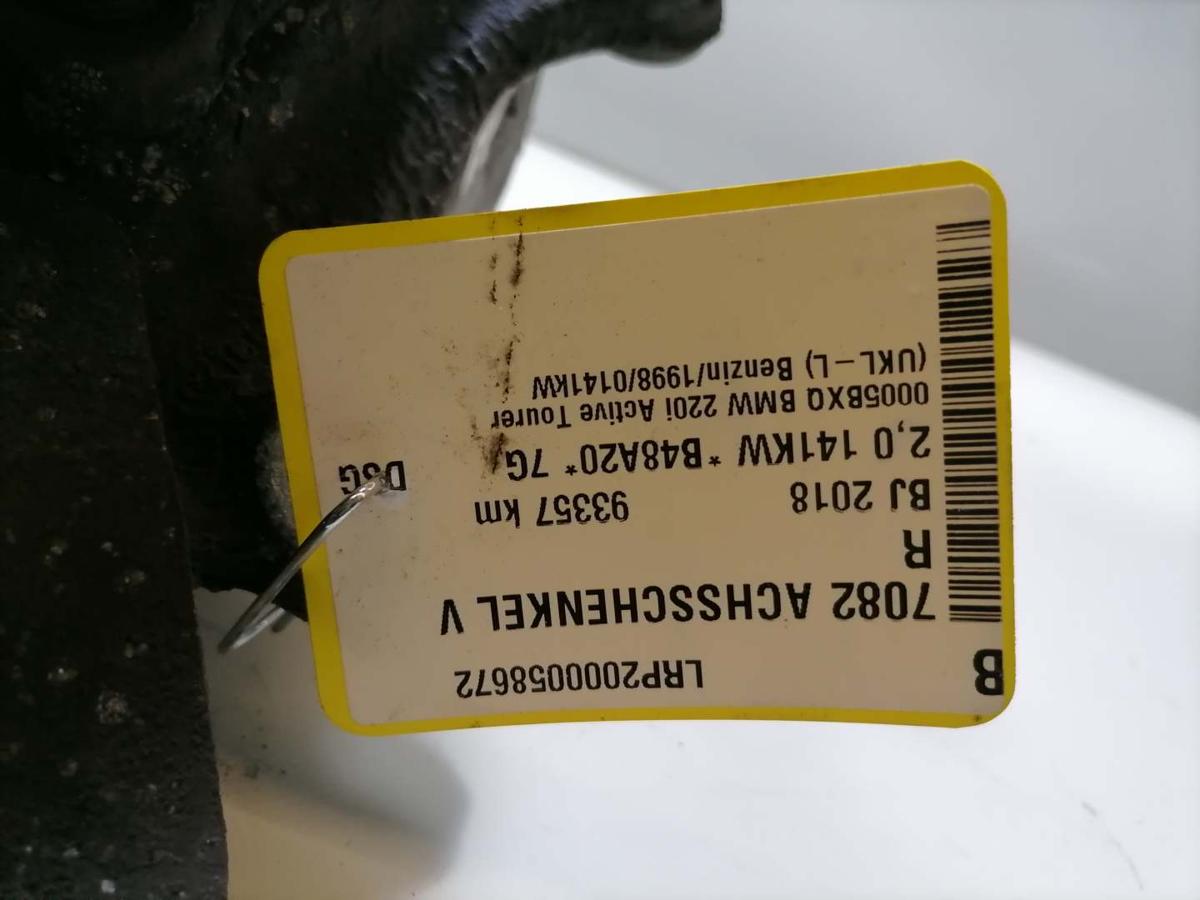 B LRP2000058672
7082 ACHSSCHENKEL V
R
BJ 2018 93357 km
2,0 141KW *B48A20* 7G DSG
0005BXQ BMW 220i Active Tourer
(UKL-L) Benzin/1998/0141KW